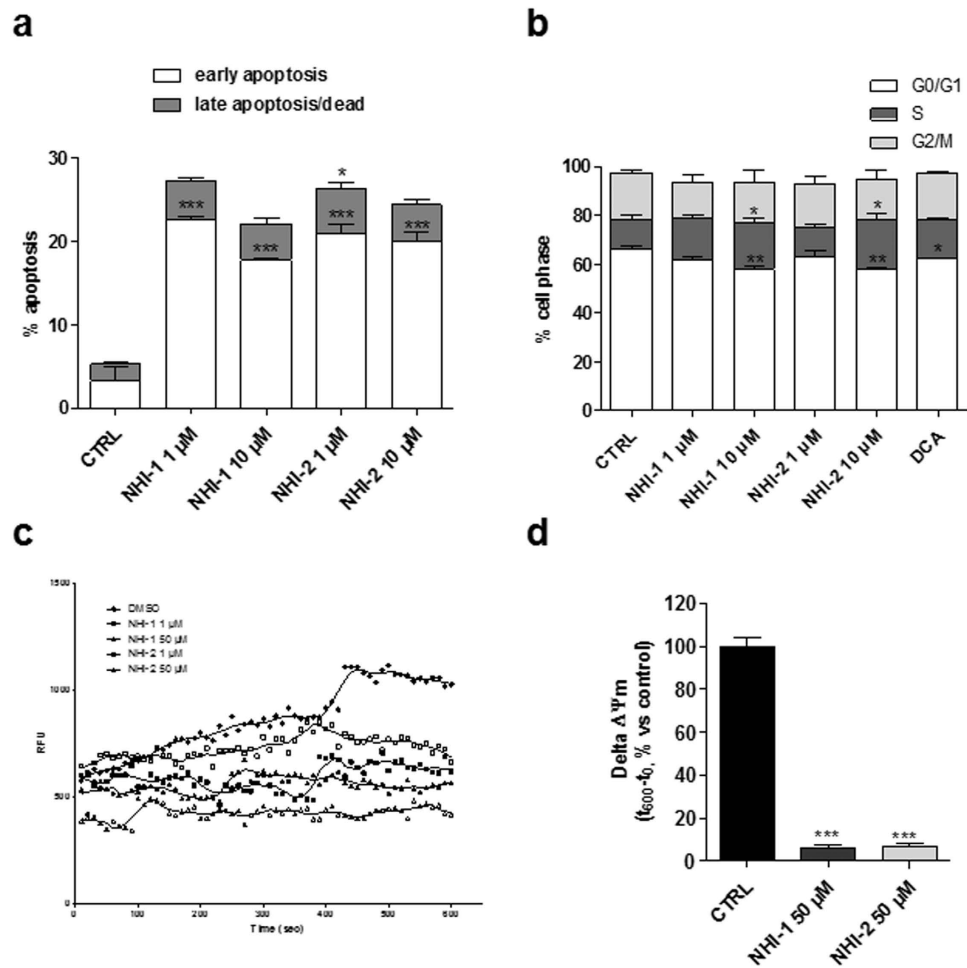 a
early apoptosis
late apoptosis/dead
% apoptosis
30
20
10
0
***
***
*
***
***
CTRL
NHI-1 1 µM
NHI-1 10 µM
NHI-2 1 µM
NHI-2 10 µM
b
G0/G1
S
G2/M
% cell phase
100
80
60
40
20
0
*
**
*
**
*
CTRL
NHI-1 1 µM
NHI-1 10 µM
NHI-2 1 µM
NHI-2 10 µM
DCA
c
RFU
1500
1000
500
0
DMSO
NHI-1 1 µM
NHI-1 50 µM
NHI-2 1 µM
NHI-2 50 µM
0 100 200 300 400 500 600
Time (sec)
d
Delta ΔΨm
(t600-t0, % vs control)
120
100
80
60
40
20
0
***
***
CTRL
NHI-1 50 µM
NHI-2 50 µM